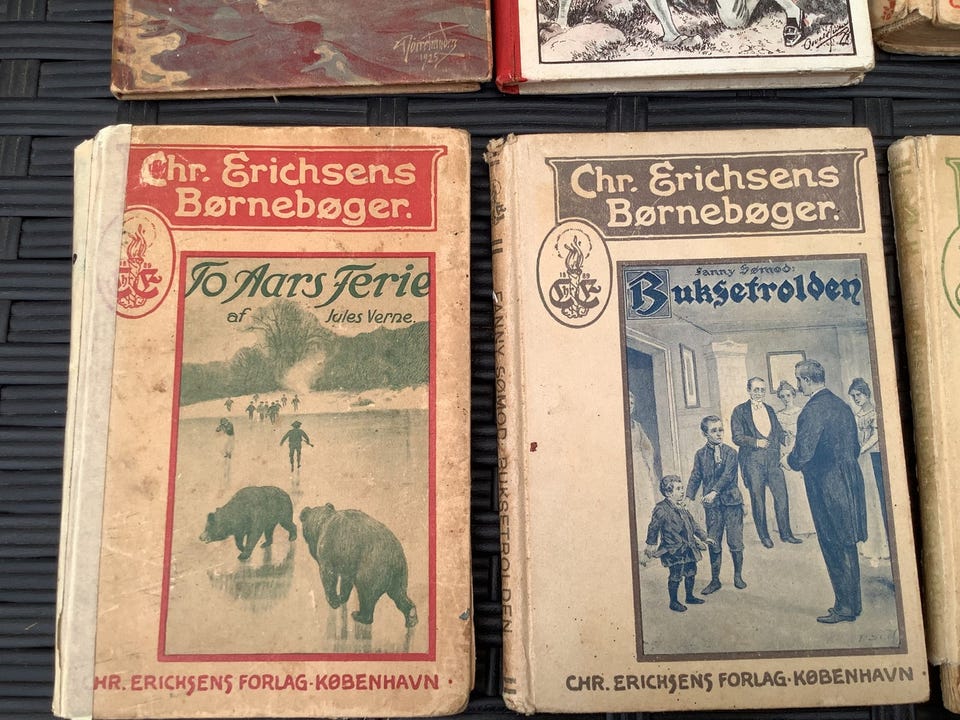 1925
Chr. Erichsens
Børnebøger.
To Aars Ferie
af Jules Verne.
CHR. ERICHSENS FORLAG · KØBENHAVN ·
FANNY SØMOD · BUKSETROLDEN
Chr. Erichsens
Børnebøger.
Fanny Sømod:
Buksetrolden
CHR. ERICHSENS FORLAG · KØBENHAVN ·